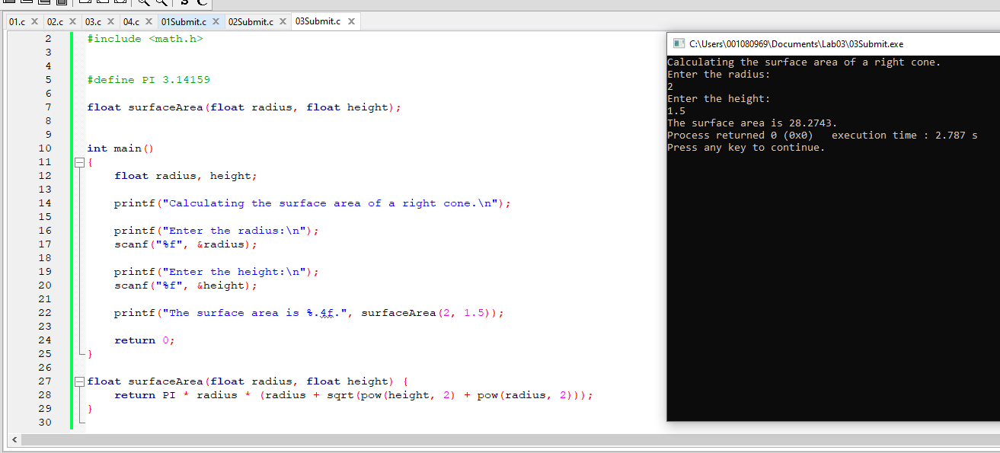 01.c 02.c 03.c 04.c 01Submit.c 02Submit.c 03Submit.c
2 #include <math.h>
3
4
5 #define PI 3.14159
6
7 float surfaceArea(float radius, float height);
8
9
10 int main()
11 {
12 float radius, height;
13
14 printf("Calculating the surface area of a right cone.\n");
15
16 printf("Enter the radius:\n");
17 scanf("%f", &radius);
18
19 printf("Enter the height:\n");
20 scanf("%f", &height);
21
22 printf("The surface area is %.4f.", surfaceArea(2, 1.5));
23
24 return 0;
25 }
26
27 float surfaceArea(float radius, float height) {
28 return PI * radius * (radius + sqrt(pow(height, 2) + pow(radius, 2)));
29 }
30
C:\Users\001080969\Documents\Lab03\03Submit.exe
Calculating the surface area of a right cone.
Enter the radius:
2
Enter the height:
1.5
The surface area is 28.2743.
Process returned 0 (0x0) execution time : 2.787 s
Press any key to continue.